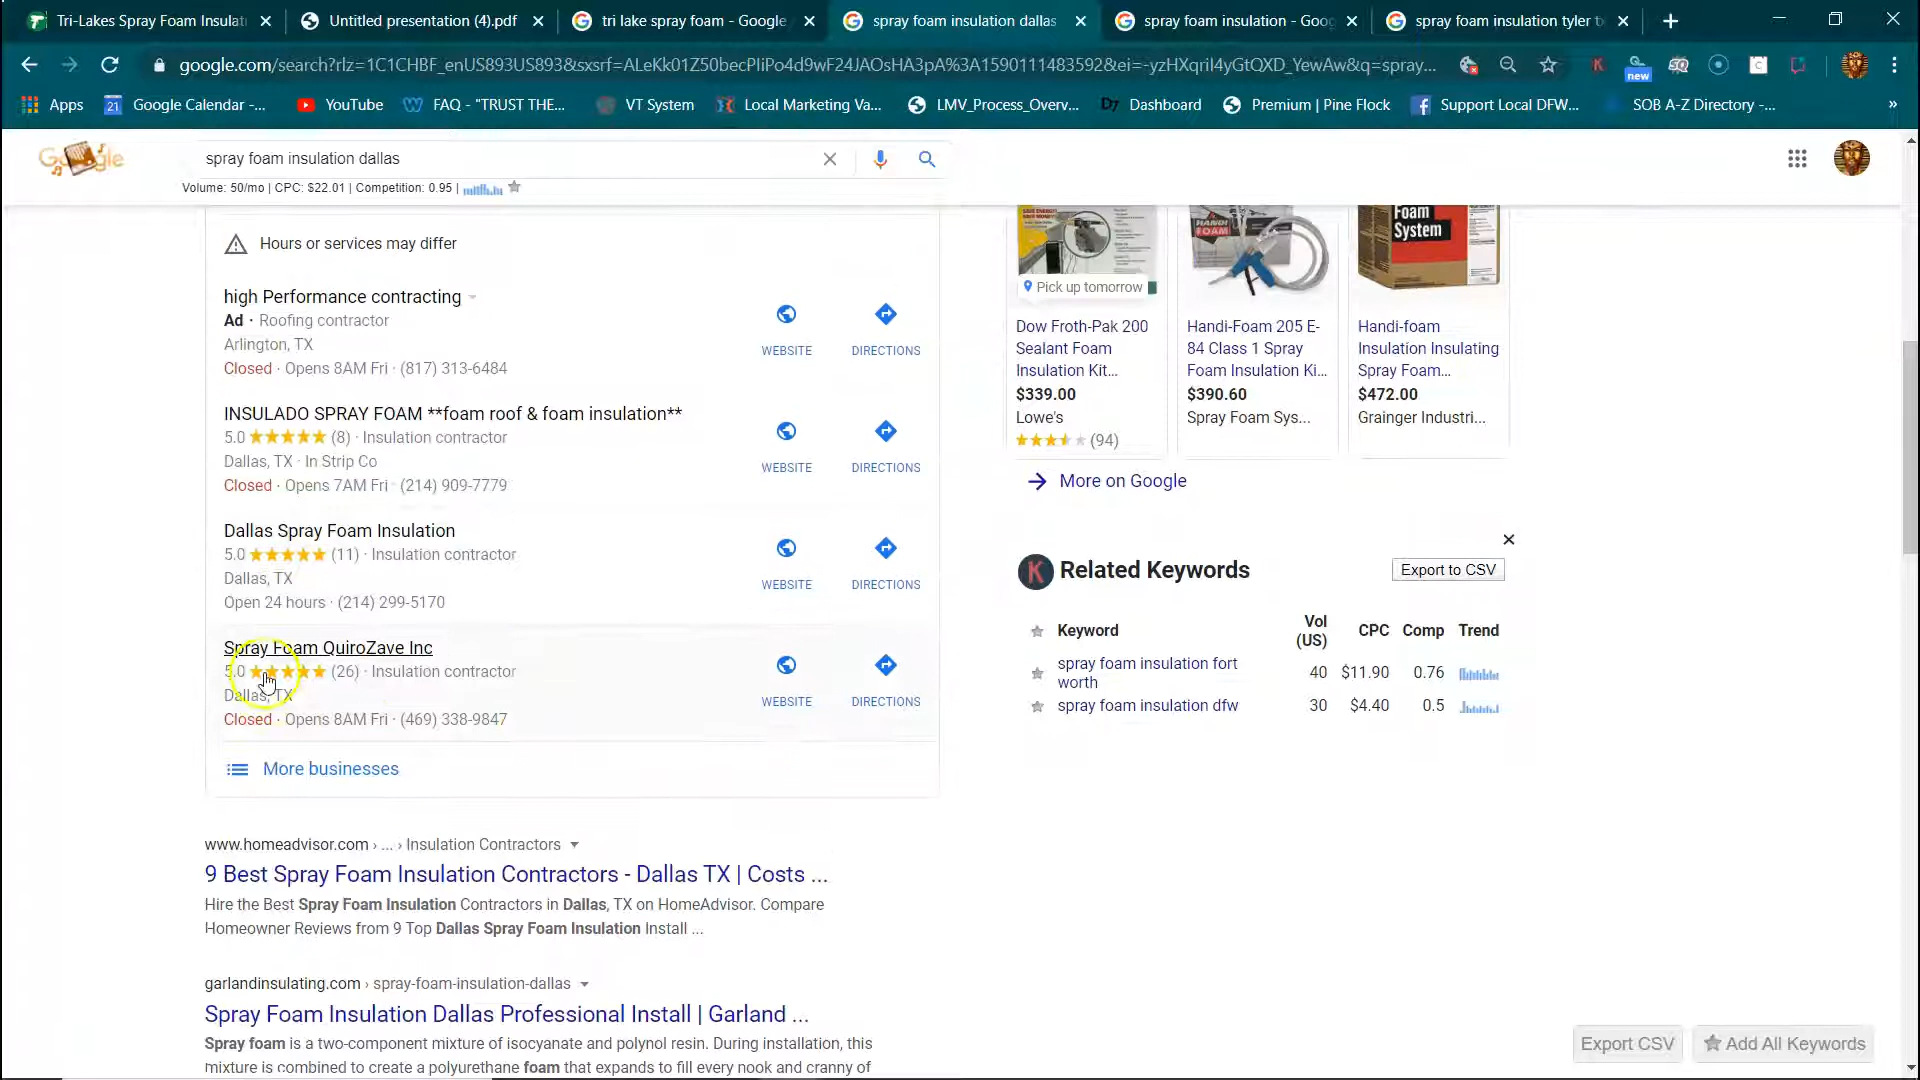 Tri-Lakes Spray Foam Insulat
Untitled presentation (4).pdf
tri lake spray foam - Google
spray foam insulation dallas
spray foam insulation - Goog
spray foam insulation tyler t
google.com/search?rlz=1C1CHBF_enUS893US893&sxsrf=ALeKk01Z50becPIiPo4d9wF24JAOsHA3pA%3A1590111483592&ei=-yzHXqriI4yGtQXD_YewAw&q=spray...
new
Apps
Google Calendar -...
YouTube
FAQ - "TRUST THE...
VT System
Local Marketing Va...
LMV_Process_Overv...
Dashboard
Premium | Pine Flock
Support Local DFW...
SOB A-Z Directory -...
spray foam insulation dallas
Volume: 50/mo | CPC: $22.01 | Competition: 0.95 |
Hours or services may differ
high Performance contracting
Ad · Roofing contractor
Arlington, TX
Closed · Opens 8AM Fri · (817) 313-6484
WEBSITE
DIRECTIONS
INSULADO SPRAY FOAM **foam roof & foam insulation**
5.0 (8) · Insulation contractor
Dallas, TX · In Strip Co
Closed · Opens 7AM Fri · (214) 909-7779
WEBSITE
DIRECTIONS
Dallas Spray Foam Insulation
5.0 (11) · Insulation contractor
Dallas, TX
Open 24 hours · (214) 299-5170
WEBSITE
DIRECTIONS
Spray Foam QuiroZave Inc
5.0 (26) · Insulation contractor
Dallas, TX
Closed · Opens 8AM Fri · (469) 338-9847
WEBSITE
DIRECTIONS
More businesses
www.homeadvisor.com › ... › Insulation Contractors
9 Best Spray Foam Insulation Contractors - Dallas TX | Costs ...
Hire the Best Spray Foam Insulation Contractors in Dallas, TX on HomeAdvisor. Compare
Homeowner Reviews from 9 Top Dallas Spray Foam Insulation Install ...
garlandinsulating.com › spray-foam-insulation-dallas
Spray Foam Insulation Dallas Professional Install | Garland ...
Spray foam is a two-component mixture of isocyanate and polynol resin. During installation, this
mixture is combined to create a polyurethane foam that expands to fill every nook and cranny of
Pick up tomorrow
Dow Froth-Pak 200
Sealant Foam
Insulation Kit...
$339.00
Lowe's
(94)
HANDI
FOAM
Handi-Foam 205 E-
84 Class 1 Spray
Foam Insulation Ki...
$390.60
Spray Foam Sys...
Foam
System
Handi-foam
Insulation Insulating
Spray Foam...
$472.00
Grainger Industri...
More on Google
K Related Keywords
Export to CSV
Keyword Vol (US) CPC Comp Trend
spray foam insulation fort worth 40 $11.90 0.76
spray foam insulation dfw 30 $4.40 0.5
Export CSV
Add All Keywords